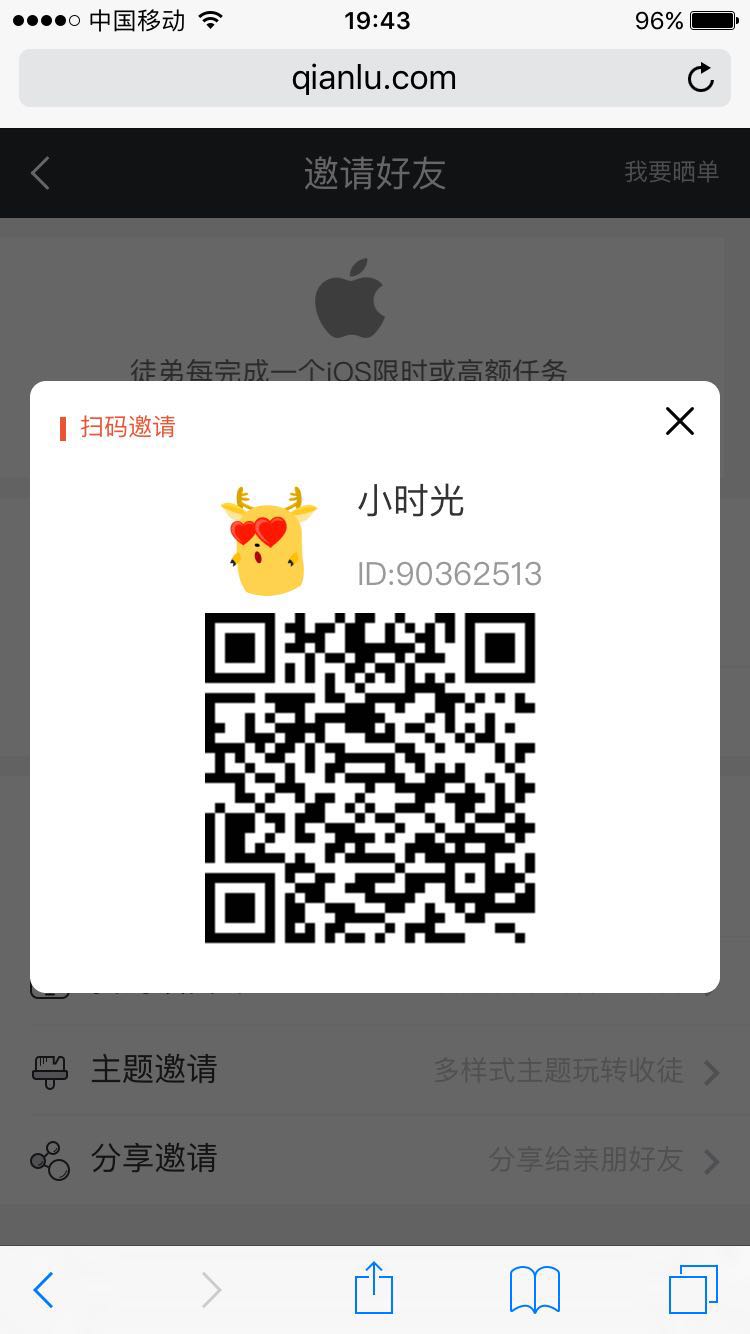 中国移动 19:43 96%
qianlu.com
邀请好友 我要晒单
徒弟每完成一个iOS限时或高额任务
扫码邀请
小时光
ID:90362513
主题邀请 多样式主题玩转收徒
分享邀请 分享给亲朋好友